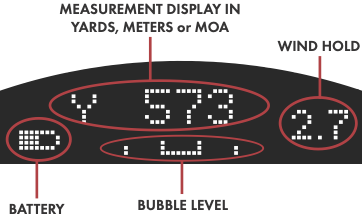 MEASUREMENT DISPLAY IN
YARDS, METERS or MOA
WIND HOLD
Y 573
2.7
BATTERY
BUBBLE LEVEL